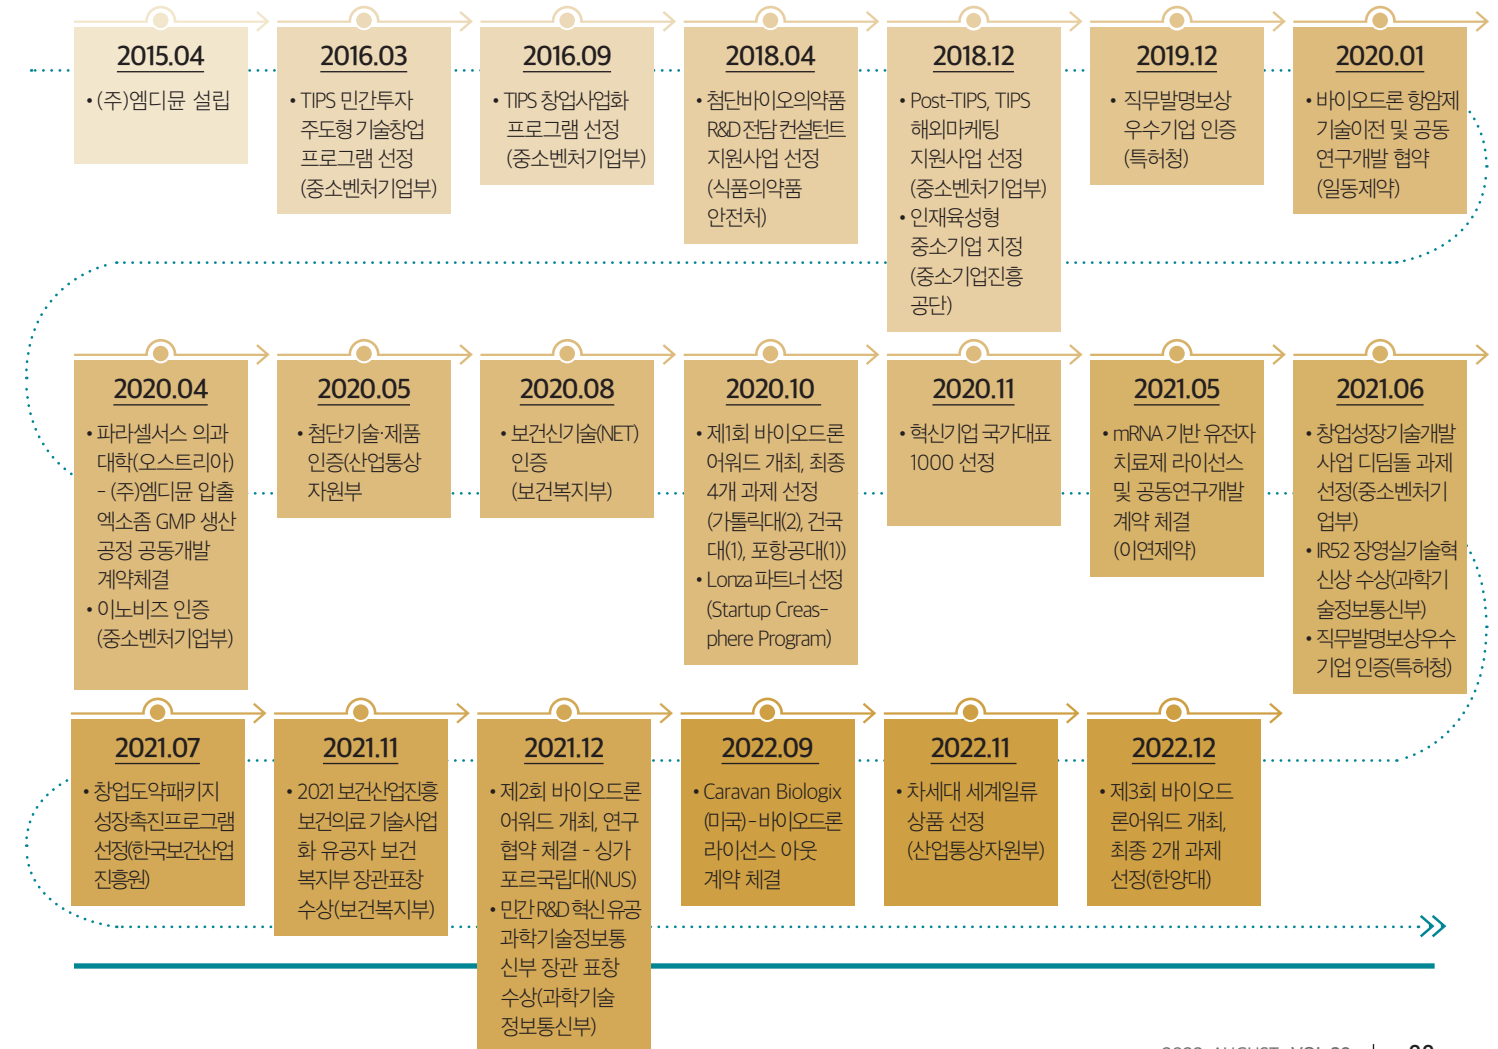 2015.04
• (주)엠디뮨 설립
2016.03
• TIPS 민간투자
주도형 기술창업
프로그램 선정
(중소벤처기업부)
2016.09
• TIPS 창업사업화
프로그램 선정
(중소벤처기업부)
2018.04
• 첨단바이오의약품
R&D 전담 컨설턴트
지원사업 선정
(식품의약품
안전처)
2018.12
• Post-TIPS, TIPS
해외마케팅
지원사업 선정
(중소벤처기업부)
• 인재육성형
중소기업 지정
(중소기업진흥
공단)
2019.12
• 직무발명보상
우수기업 인증
(특허청)
2020.01
• 바이오드론 항암제
기술이전 및 공동
연구개발 협약
(일동제약)
2020.04
• 파라셀서스 의과
대학(오스트리아)
- (주)엠디뮨 압출
엑소좀 GMP 생산
공정 공동개발
계약체결
• 이노비즈 인증
(중소벤처기업부)
2020.05
• 첨단기술·제품
인증(산업통상
자원부
2020.08
• 보건신기술(NET)
인증
(보건복지부)
2020.10
• 제1회 바이오드론
어워드 개최, 최종
4개 과제 선정
(가톨릭대(2), 건국
대(1), 포항공대(1))
• Lonza 파트너 선정
(Startup Creas-
phere Program)
2020.11
• 혁신기업 국가대표
1000 선정
2021.05
• mRNA 기반 유전자
치료제 라이선스
및 공동연구개발
계약 체결
(이연제약)
2021.06
• 창업성장기술개발
사업 디딤돌 과제
선정(중소벤처기
업부)
• IR52 장영실기술혁
신상 수상(과학기
술정보통신부)
• 직무발명보상우수
기업 인증(특허청)
2021.07
• 창업도약패키지
성장촉진프로그램
선정(한국보건산업
진흥원)
2021.11
• 2021 보건산업진흥
보건의료 기술사업
화 유공자 보건
복지부 장관표창
수상(보건복지부)
2021.12
• 제2회 바이오드론
어워드 개최, 연구
협약 체결 - 싱가
포르국립대(NUS)
• 민간 R&D 혁신 유공
과학기술정보통
신부 장관 표창
수상(과학기술
정보통신부)
2022.09
• Caravan Biologix
(미국)-바이오드론
라이선스 아웃
계약 체결
2022.11
• 차세대 세계일류
상품 선정
(산업통상자원부)
2022.12
• 제3회 바이오드
론어워드 개최,
최종 2개 과제
선정(한양대)